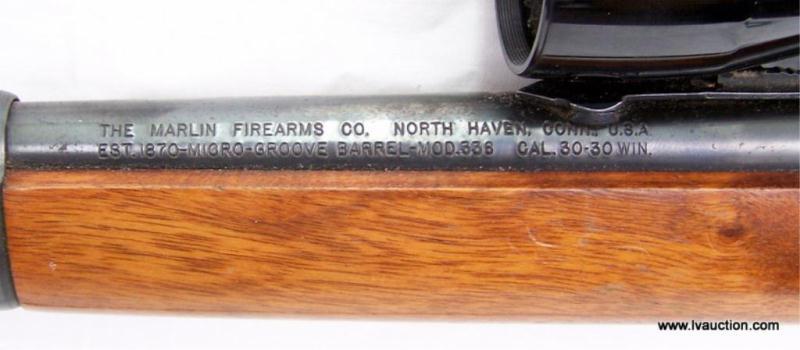 THE MARLIN FIREARMS CO. NORTH HAVEN, CONN., U.S.A
EST. 1870-MICRO-GROOVE BARREL-MOD.336 CAL. 30-30 WIN.
www.lvauction.com